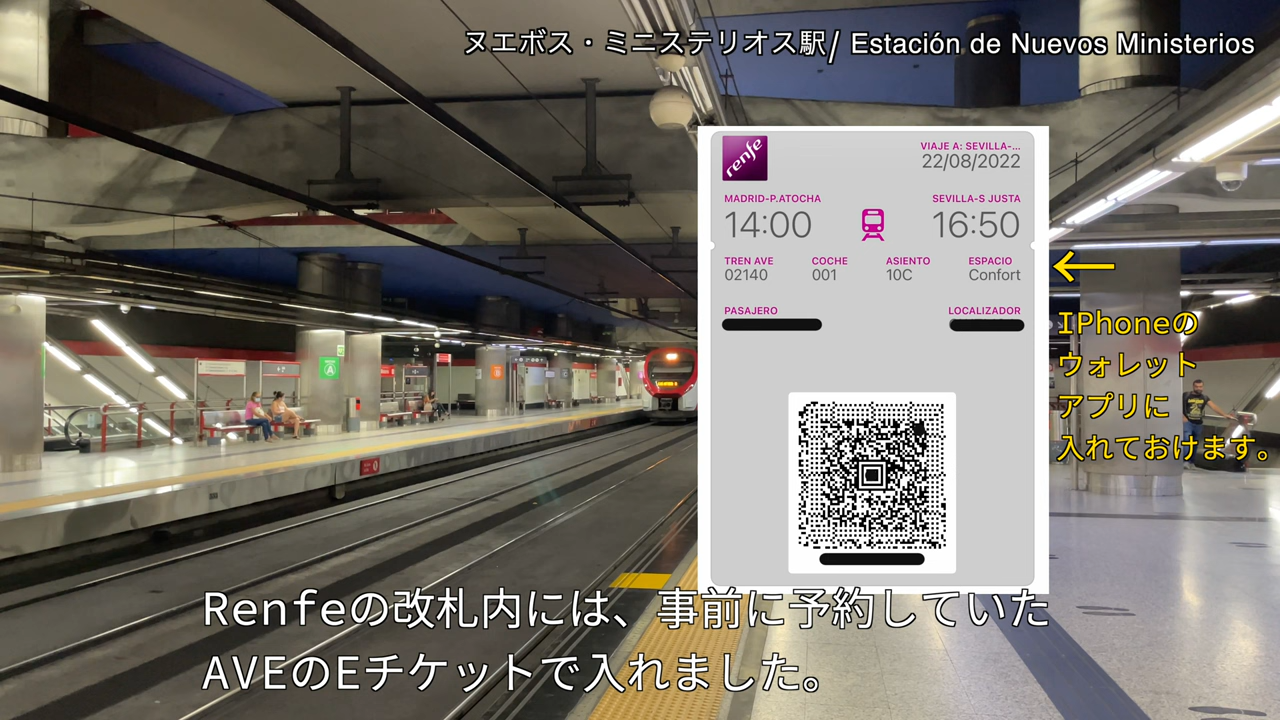 ヌエボス・ミニステリオス駅/ Estación de Nuevos Ministerios
renfe
VIAJE A: SEVILLA-...
22/08/2022
MADRID-P.ATOCHA
SEVILLA-S JUSTA
14:00
16:50
TREN AVE
COCHE
ASIENTO
ESPACIO
02140
001
10C
Confort
PASAJERO
LOCALIZADOR
IPhoneの
ウォレット
アプリに
入れておけます。
Renfeの改札内には、事前に予約していた
AVEのEチケットで入れました。